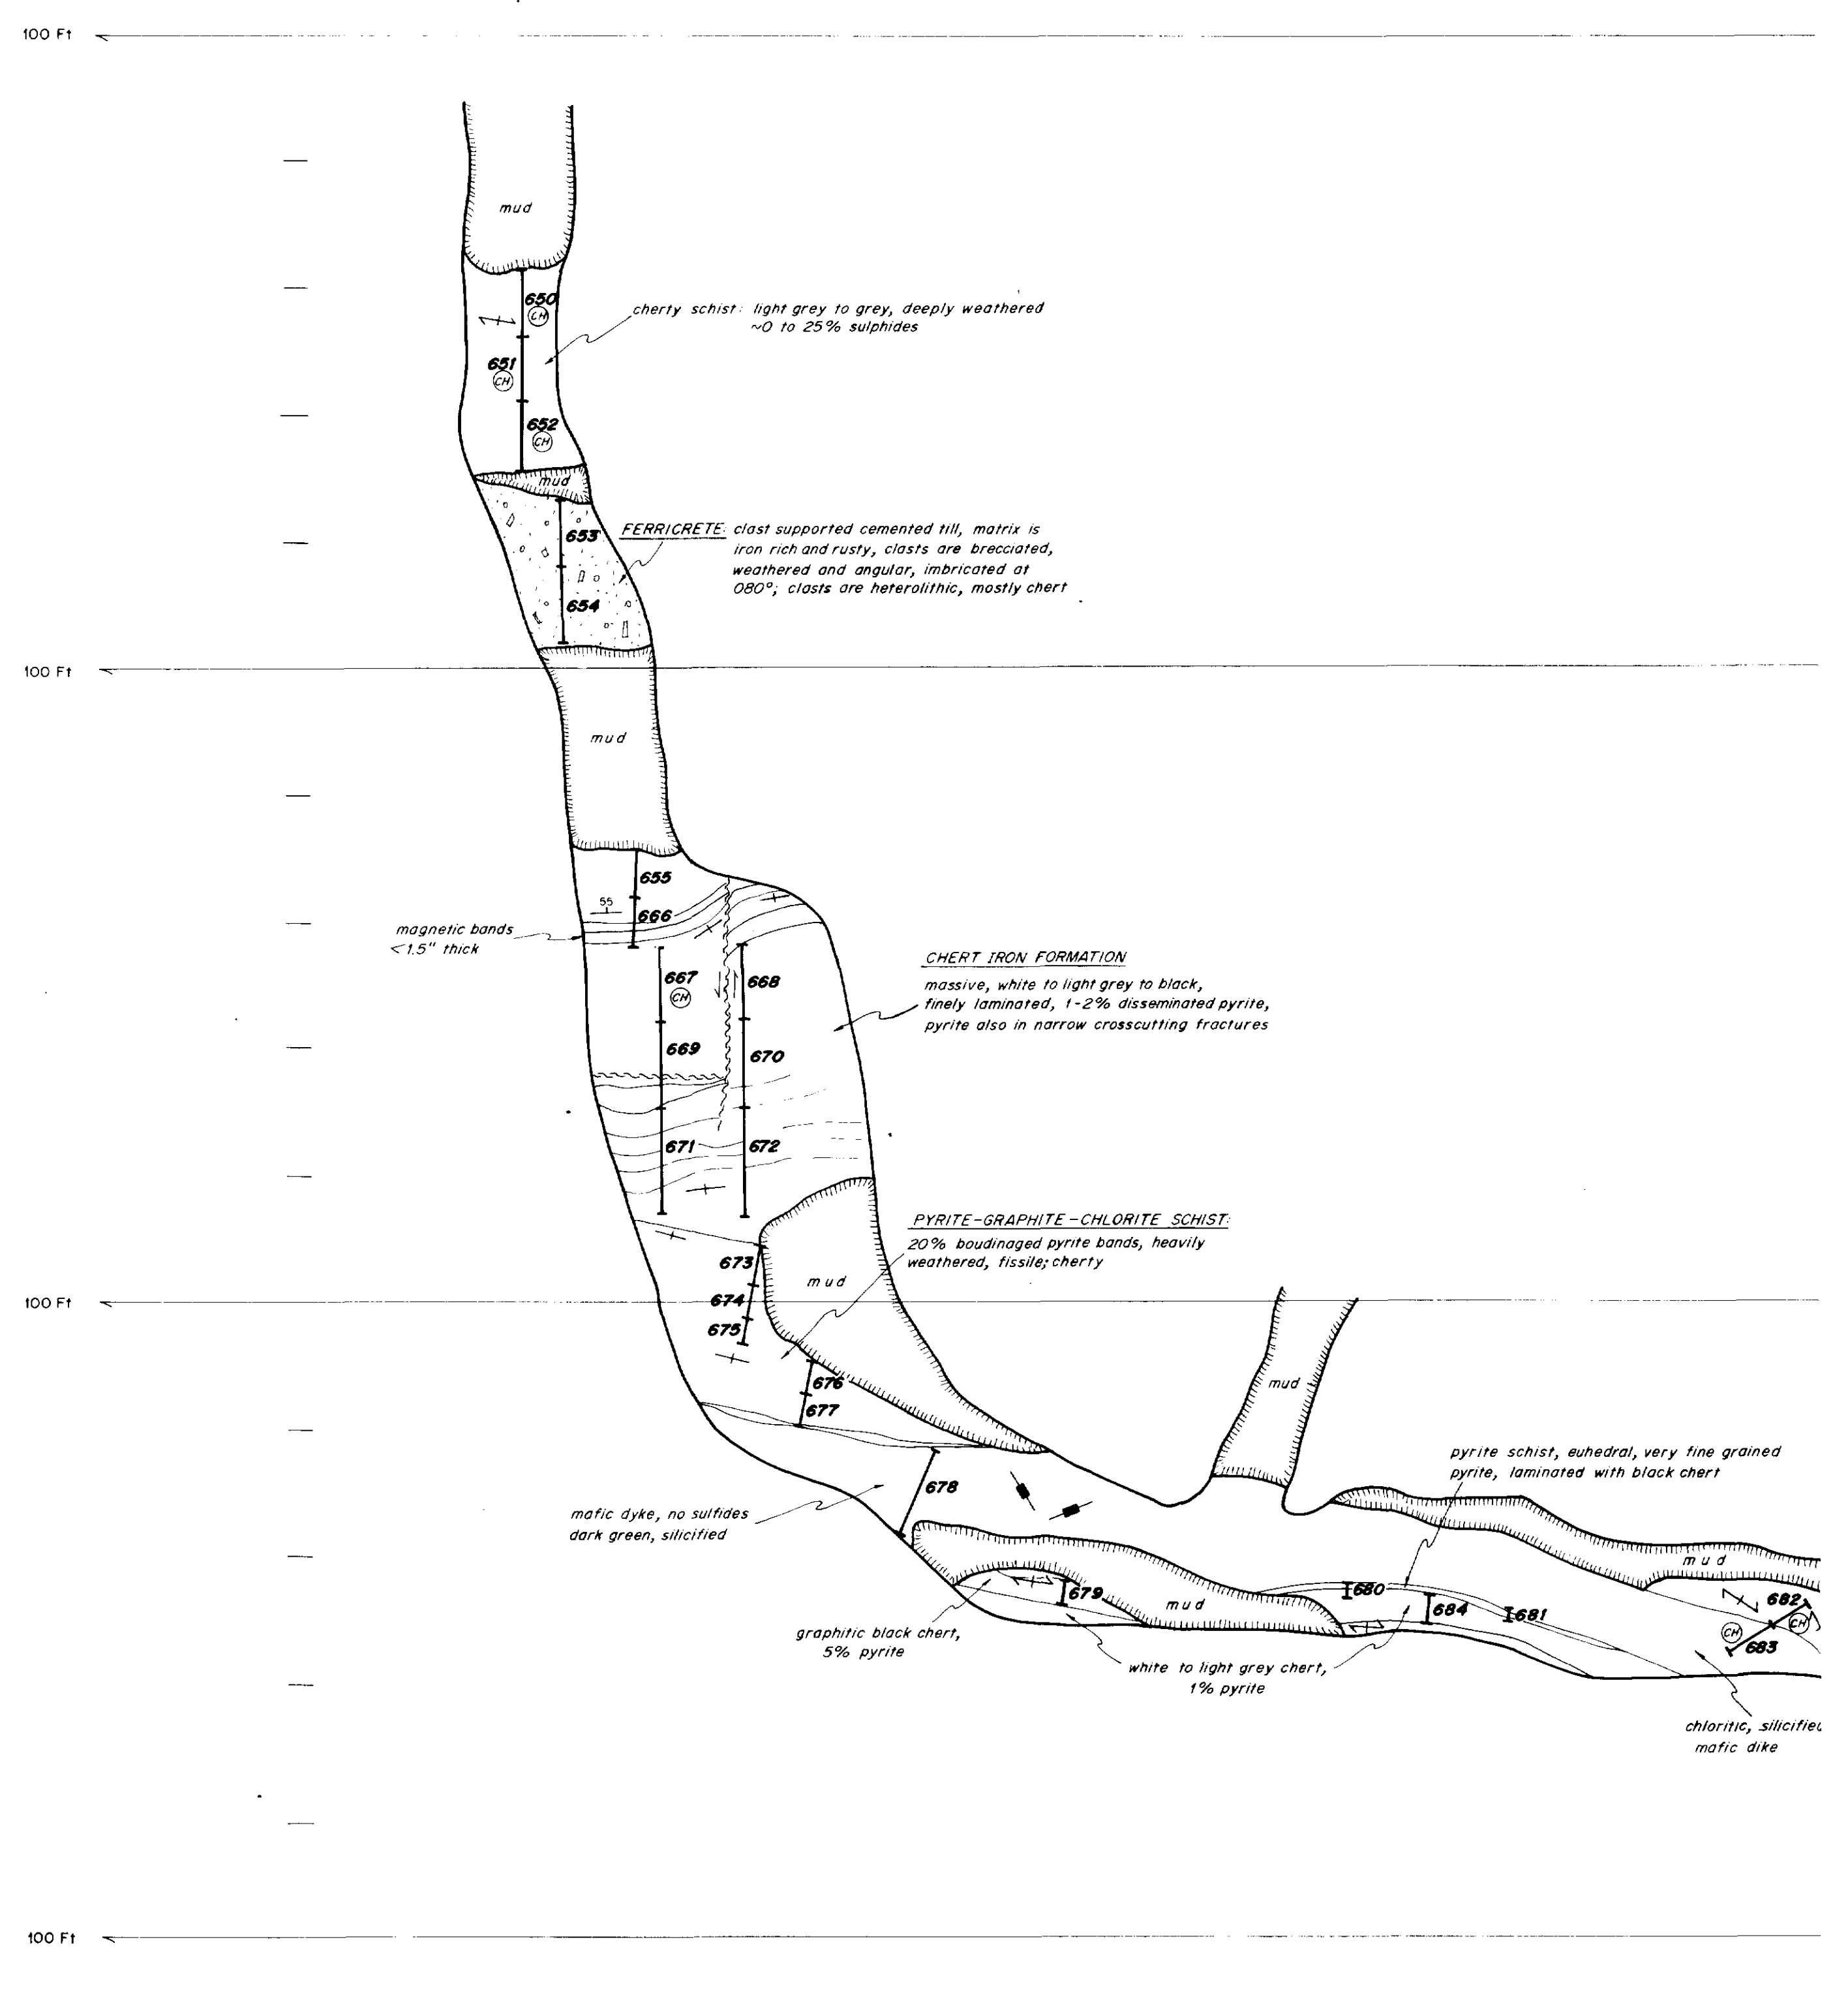 100 Ft
mud
650
CH
cherty schist: light grey to grey, deeply weathered
~0 to 25% sulphides
651
CH
652
CH
mud
653
FERRICRETE: clast supported cemented till, matrix is
iron rich and rusty, clasts are brecciated,
weathered and angular, imbricated at
080°; clasts are heterolithic, mostly chert
654
100 Ft
mud
655
55
666
magnetic bands
<1.5" thick
CHERT IRON FORMATION
massive, white to light grey to black,
finely laminated, 1-2% disseminated pyrite,
pyrite also in narrow crosscutting fractures
667
CH
668
669
670
671
672
PYRITE-GRAPHITE-CHLORITE SCHIST:
20% boudinaged pyrite bands, heavily
weathered, fissile; cherty
673
mud
674
100 Ft
675
676
677
mud
678
mafic dyke, no sulfides
dark green, silicified
pyrite schist, euhedral, very fine grained
pyrite, laminated with black chert
mud
679
mud
680
684
681
682
CH
CH
683
graphitic black chert,
5% pyrite
white to light grey chert,
1% pyrite
chloritic, silicified
mafic dike
100 Ft